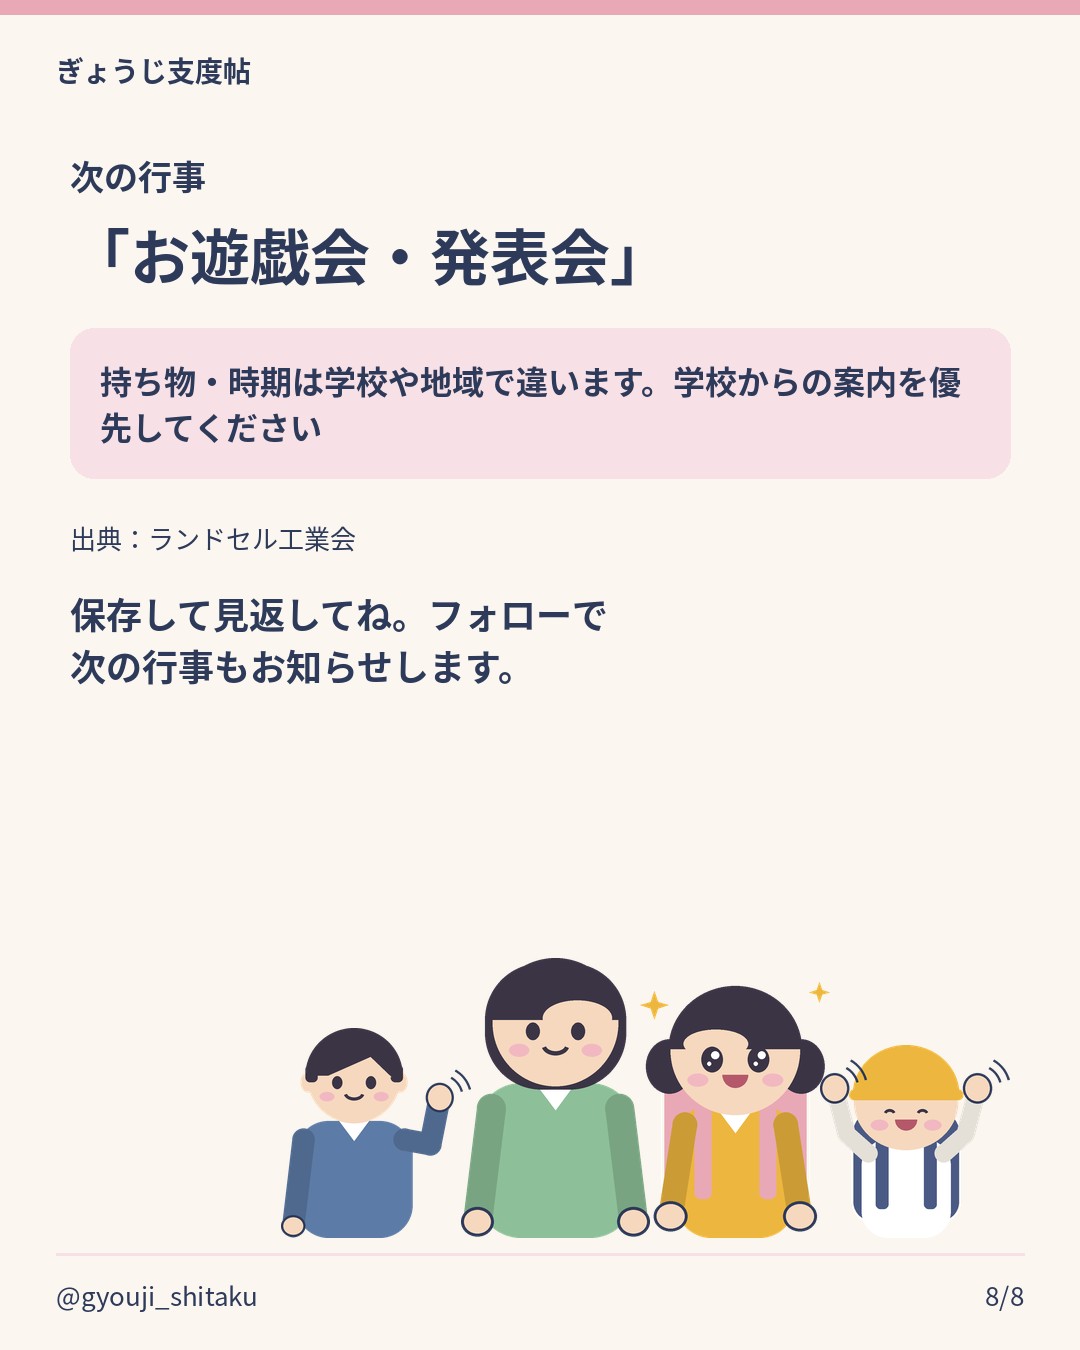 ぎょうじ支度帖
次の行事
「お遊戯会・発表会」
持ち物・時期は学校や地域で違います。学校からの案内を優
先してください
出典：ランドセル工業会
保存して見返してね。フォローで
次の行事もお知らせします。
@gyouji_shitaku
8/8